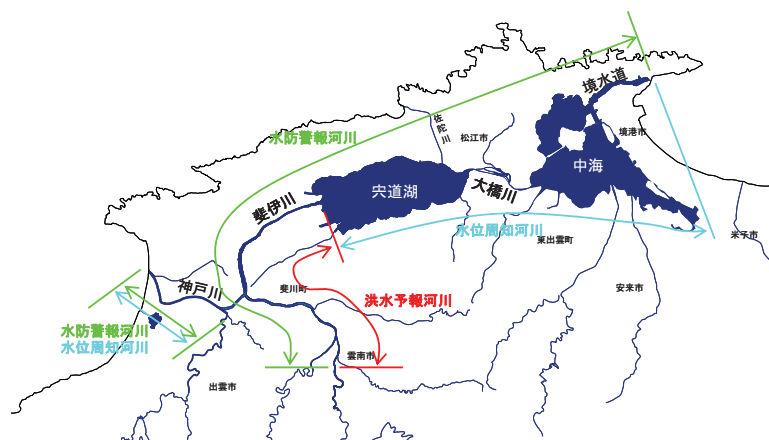 境水道
佐陀川
松江市
境港市
水防警報河川
中海
宍道湖
大橋川
斐伊川
水位周知河川
米子市
東出雲町
神戸川
斐川町
安来市
洪水予報河川
水防警報河川
水位周知河川
雲南市
出雲市